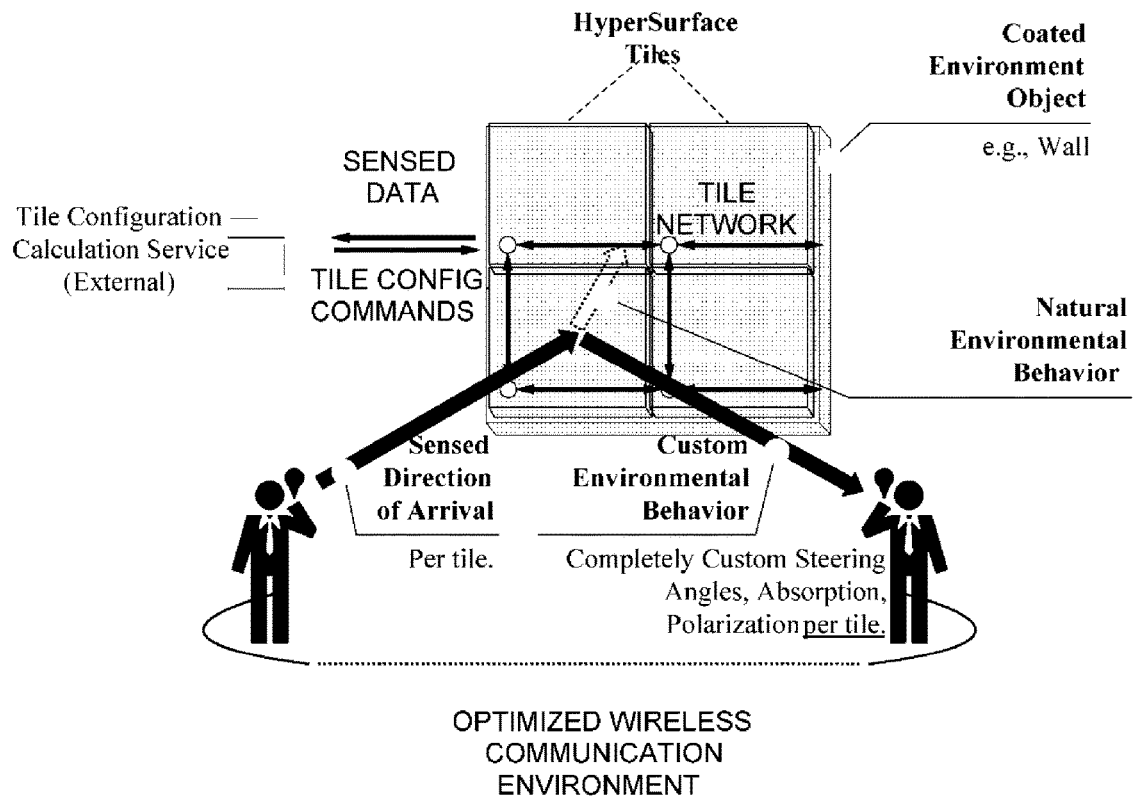 HyperSurface
Tiles
Coated
Environment
Object
e.g., Wall
SENSED
DATA
TILE
NETWORK
Tile Configuration
Calculation Service
(External)
TILE CONFIG.
COMMANDS
Natural
Environmental
Behavior
Sensed
Direction
of Arrival
Per tile.
Custom
Environmental
Behavior
Completely Custom Steering
Angles, Absorption,
Polarization per tile.
OPTIMIZED WIRELESS
COMMUNICATION
ENVIRONMENT